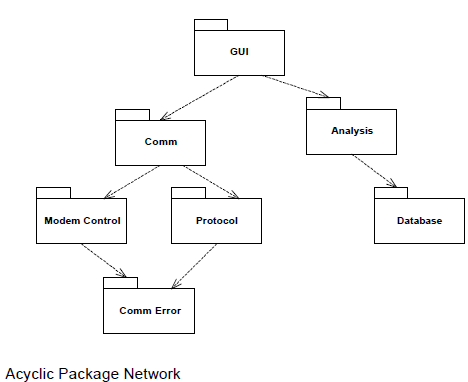 GUI
Comm
Analysis
Modem Control
Protocol
Database
Comm Error
Acyclic Package Network